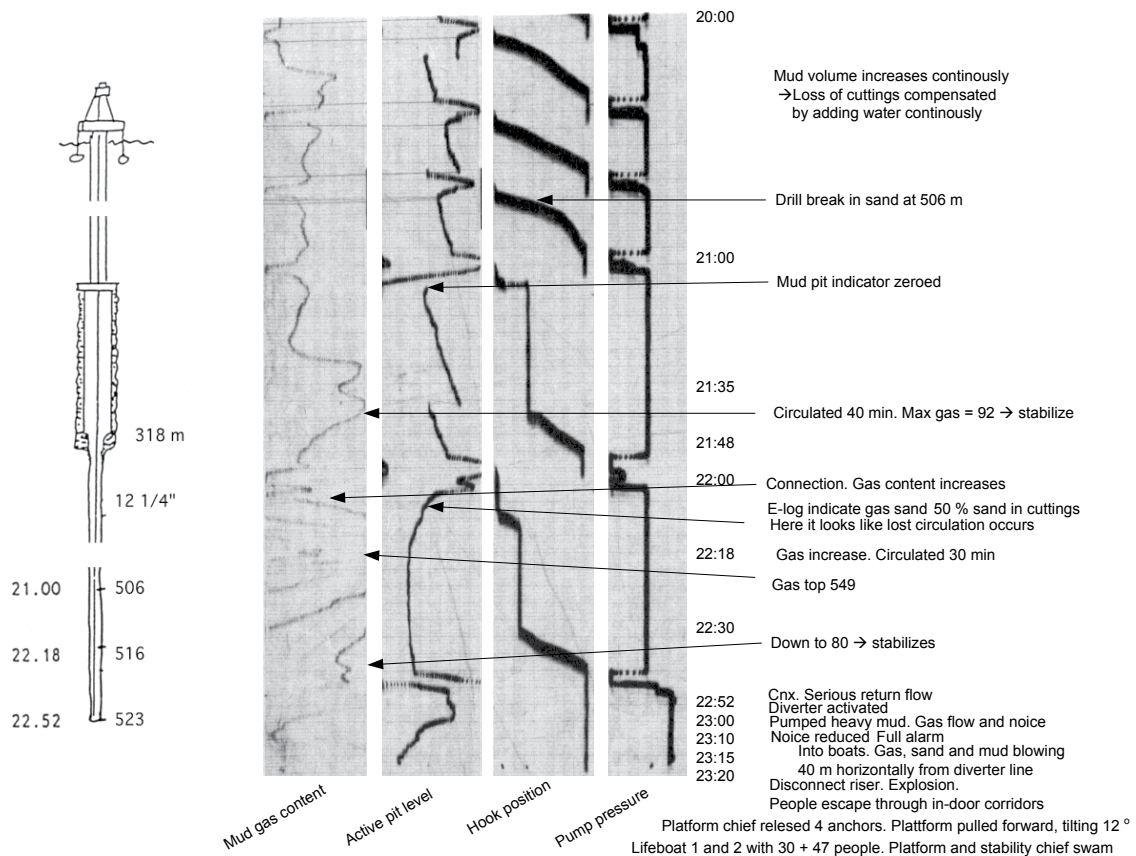 20:00
Mud volume increases continously
→Loss of cuttings compensated
by adding water continously
Drill break in sand at 506 m
21:00
Mud pit indicator zeroed
21:35
Circulated 40 min. Max gas = 92 → stabilize
318 m
21:48
22:00
Connection. Gas content increases
12 1/4"
E-log indicate gas sand 50 % sand in cuttings
Here it looks like lost circulation occurs
22:18
Gas increase. Circulated 30 min
Gas top 549
21.00
506
22:30
Down to 80 → stabilizes
22.18
516
22.52
523
22:52
Cnx. Serious return flow
Diverter activated
23:00
Pumped heavy mud. Gas flow and noice
23:10
Noice reduced Full alarm
23:15
Into boats. Gas, sand and mud blowing
40 m horizontally from diverter line
23:20
Disconnect riser. Explosion.
People escape through in-door corridors
Mud gas content
Active pit level
Hook position
Pump pressure
Platform chief relesed 4 anchors. Plattform pulled forward, tilting 12 °
Lifeboat 1 and 2 with 30 + 47 people. Platform and stability chief swam